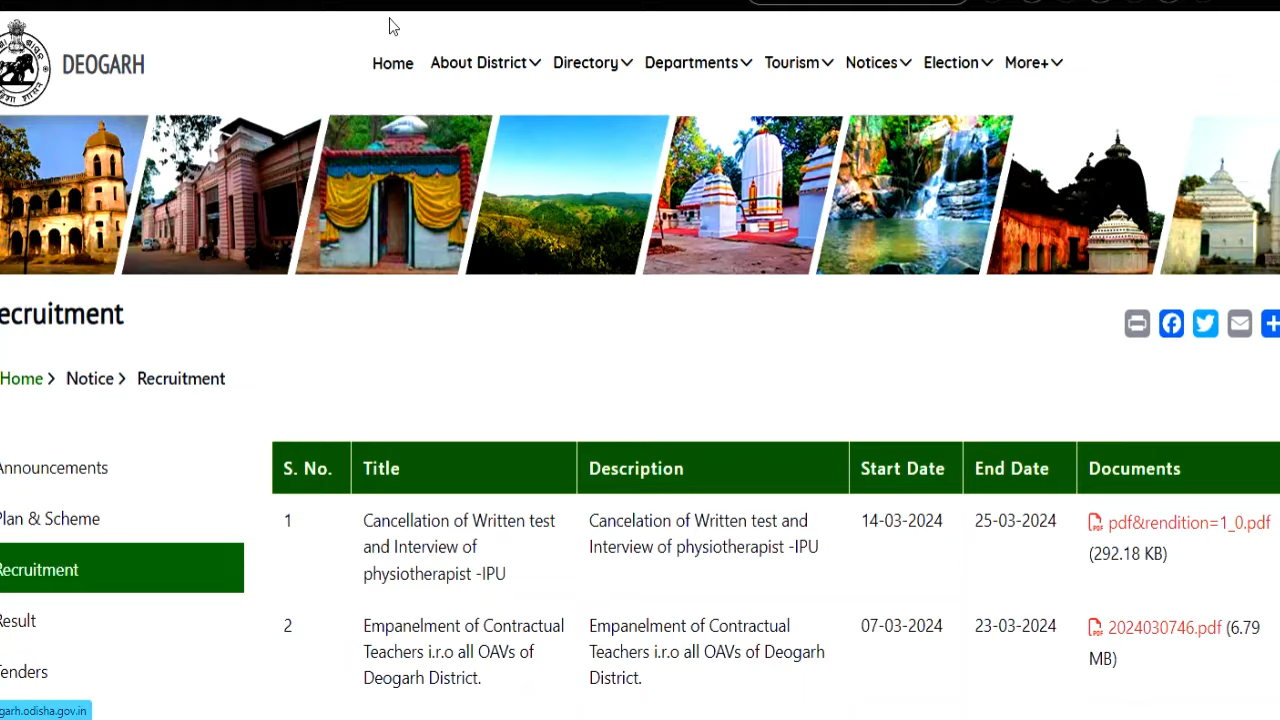 DEOGARH
Home About District Directory Departments Tourism Notices Election More+
ecruitment
Home > Notice > Recruitment
Announcements
Plan & Scheme
Recruitment
Result
Tenders
S. No. Title Description Start Date End Date Documents
1 Cancellation of Written test Cancelation of Written test and 14-03-2024 25-03-2024 pdf&rendition=1_0.pdf
and Interview of Interview of physiotherapist -IPU (292.18 KB)
physiotherapist -IPU
2 Empanelment of Contractual Empanelment of Contractual 07-03-2024 23-03-2024 2024030746.pdf (6.79
Teachers i.r.o all OAVs of Teachers i.r.o all OAVs of Deogarh MB)
Deogarh District. District.
garh.odisha.gov.in